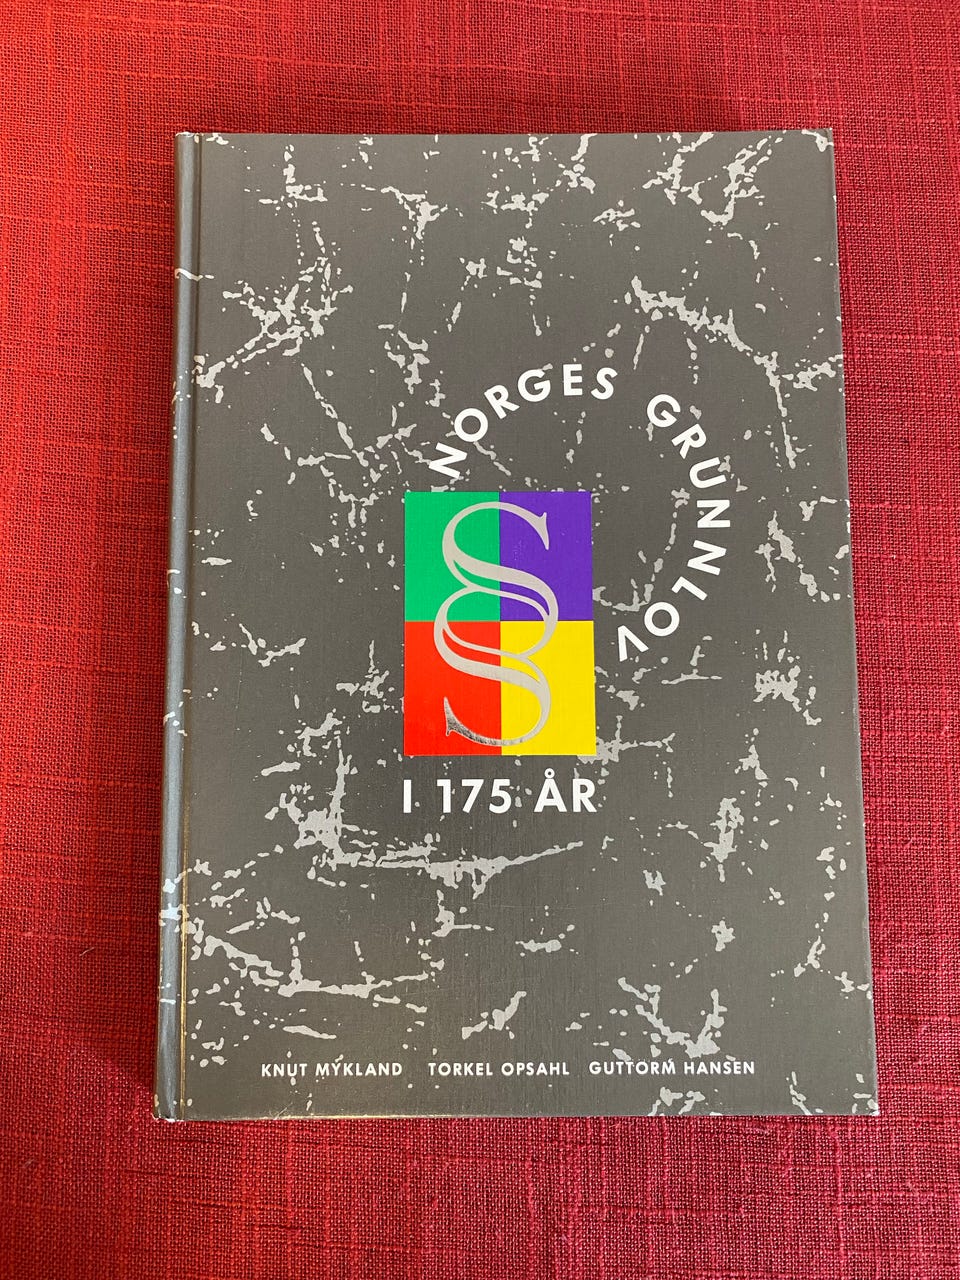 NORGES GRUNNLOV
§
I 175 ÅR
KNUT MYKLAND TORKEL OPSAHL GUTTORM HANSEN